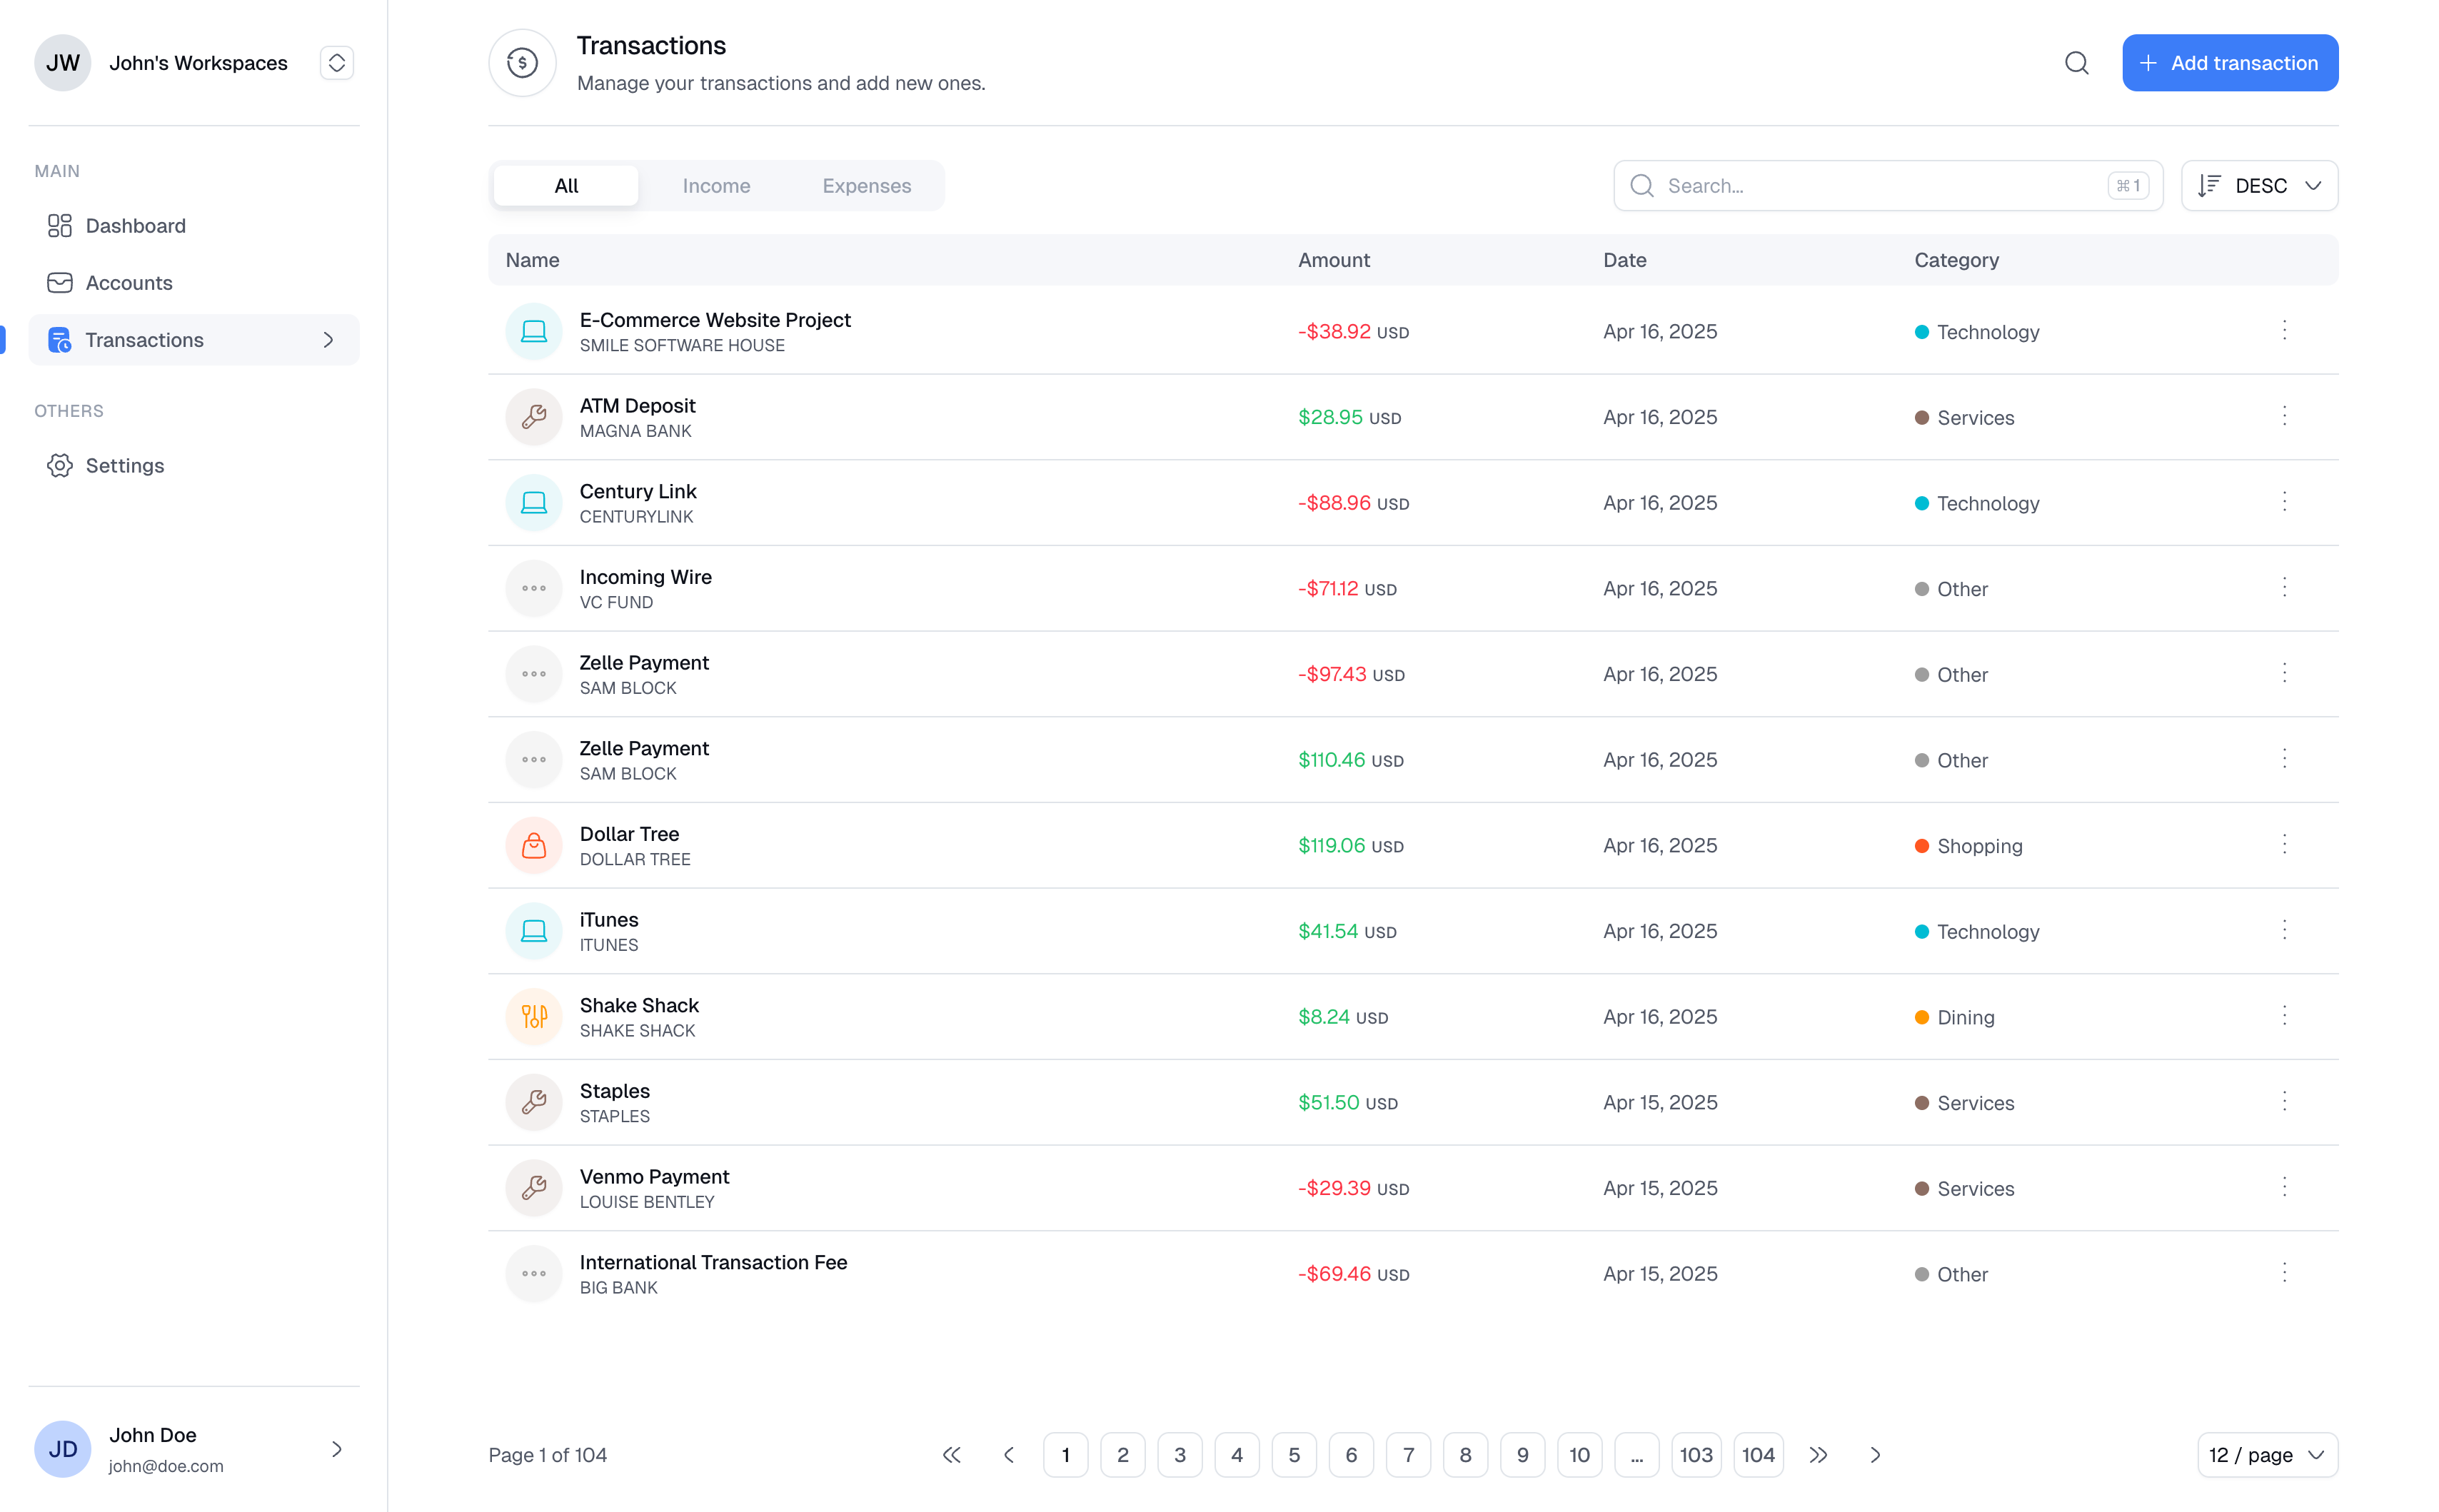 JW John's Workspaces
MAIN
Dashboard
Accounts
Transactions
OTHERS
Settings
JD John Doe
john@doe.com
Transactions
Manage your transactions and add new ones.
Add transaction
All Income Expenses
Search... ⌘1 DESC
Name Amount Date Category
E-Commerce Website Project
SMILE SOFTWARE HOUSE
-$38.92 USD Apr 16, 2025 Technology
ATM Deposit
MAGNA BANK
$28.95 USD Apr 16, 2025 Services
Century Link
CENTURYLINK
-$88.96 USD Apr 16, 2025 Technology
Incoming Wire
VC FUND
-$71.12 USD Apr 16, 2025 Other
Zelle Payment
SAM BLOCK
-$97.43 USD Apr 16, 2025 Other
Zelle Payment
SAM BLOCK
$110.46 USD Apr 16, 2025 Other
Dollar Tree
DOLLAR TREE
$119.06 USD Apr 16, 2025 Shopping
iTunes
ITUNES
$41.54 USD Apr 16, 2025 Technology
Shake Shack
SHAKE SHACK
$8.24 USD Apr 16, 2025 Dining
Staples
STAPLES
$51.50 USD Apr 15, 2025 Services
Venmo Payment
LOUISE BENTLEY
-$29.39 USD Apr 15, 2025 Services
International Transaction Fee
BIG BANK
-$69.46 USD Apr 15, 2025 Other
Page 1 of 104 1 2 3 4 5 6 7 8 9 10 ... 103 104 12 / page